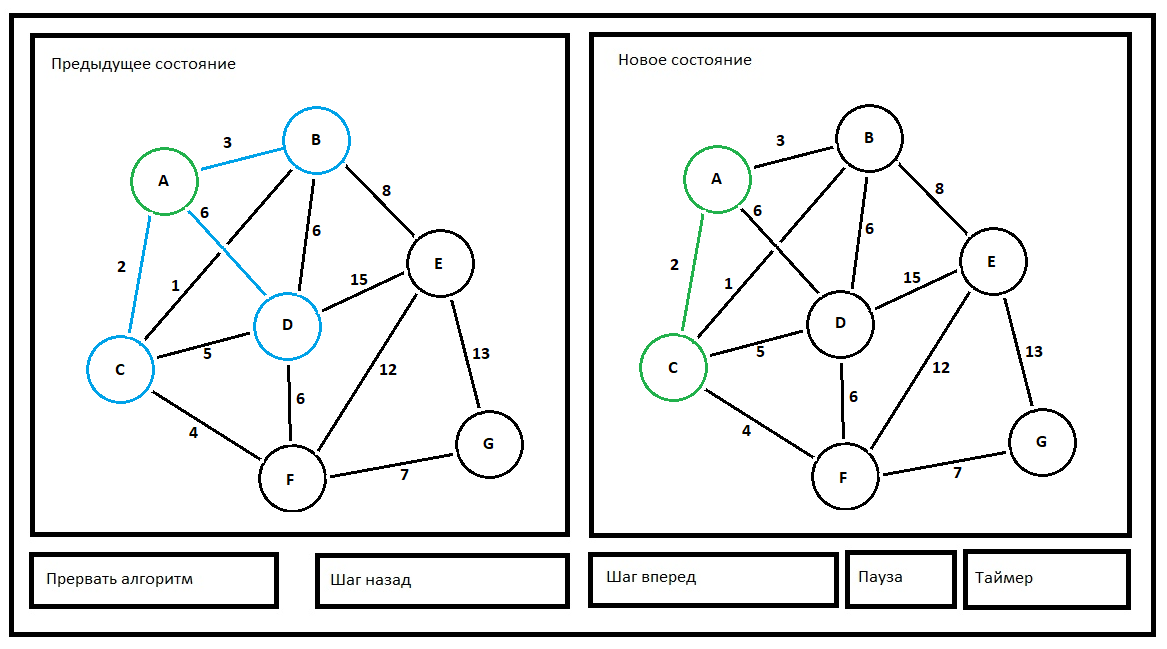 Предыдущее состояние
B
3
A
6
8
6
2
E
15
1
D
5
13
C
12
6
4
G
F
7
Новое состояние
B
3
A
6
8
6
2
E
15
1
D
5
13
C
12
6
4
G
F
7
Прервать алгоритм
Шаг назад
Шаг вперед
Пауза
Таймер